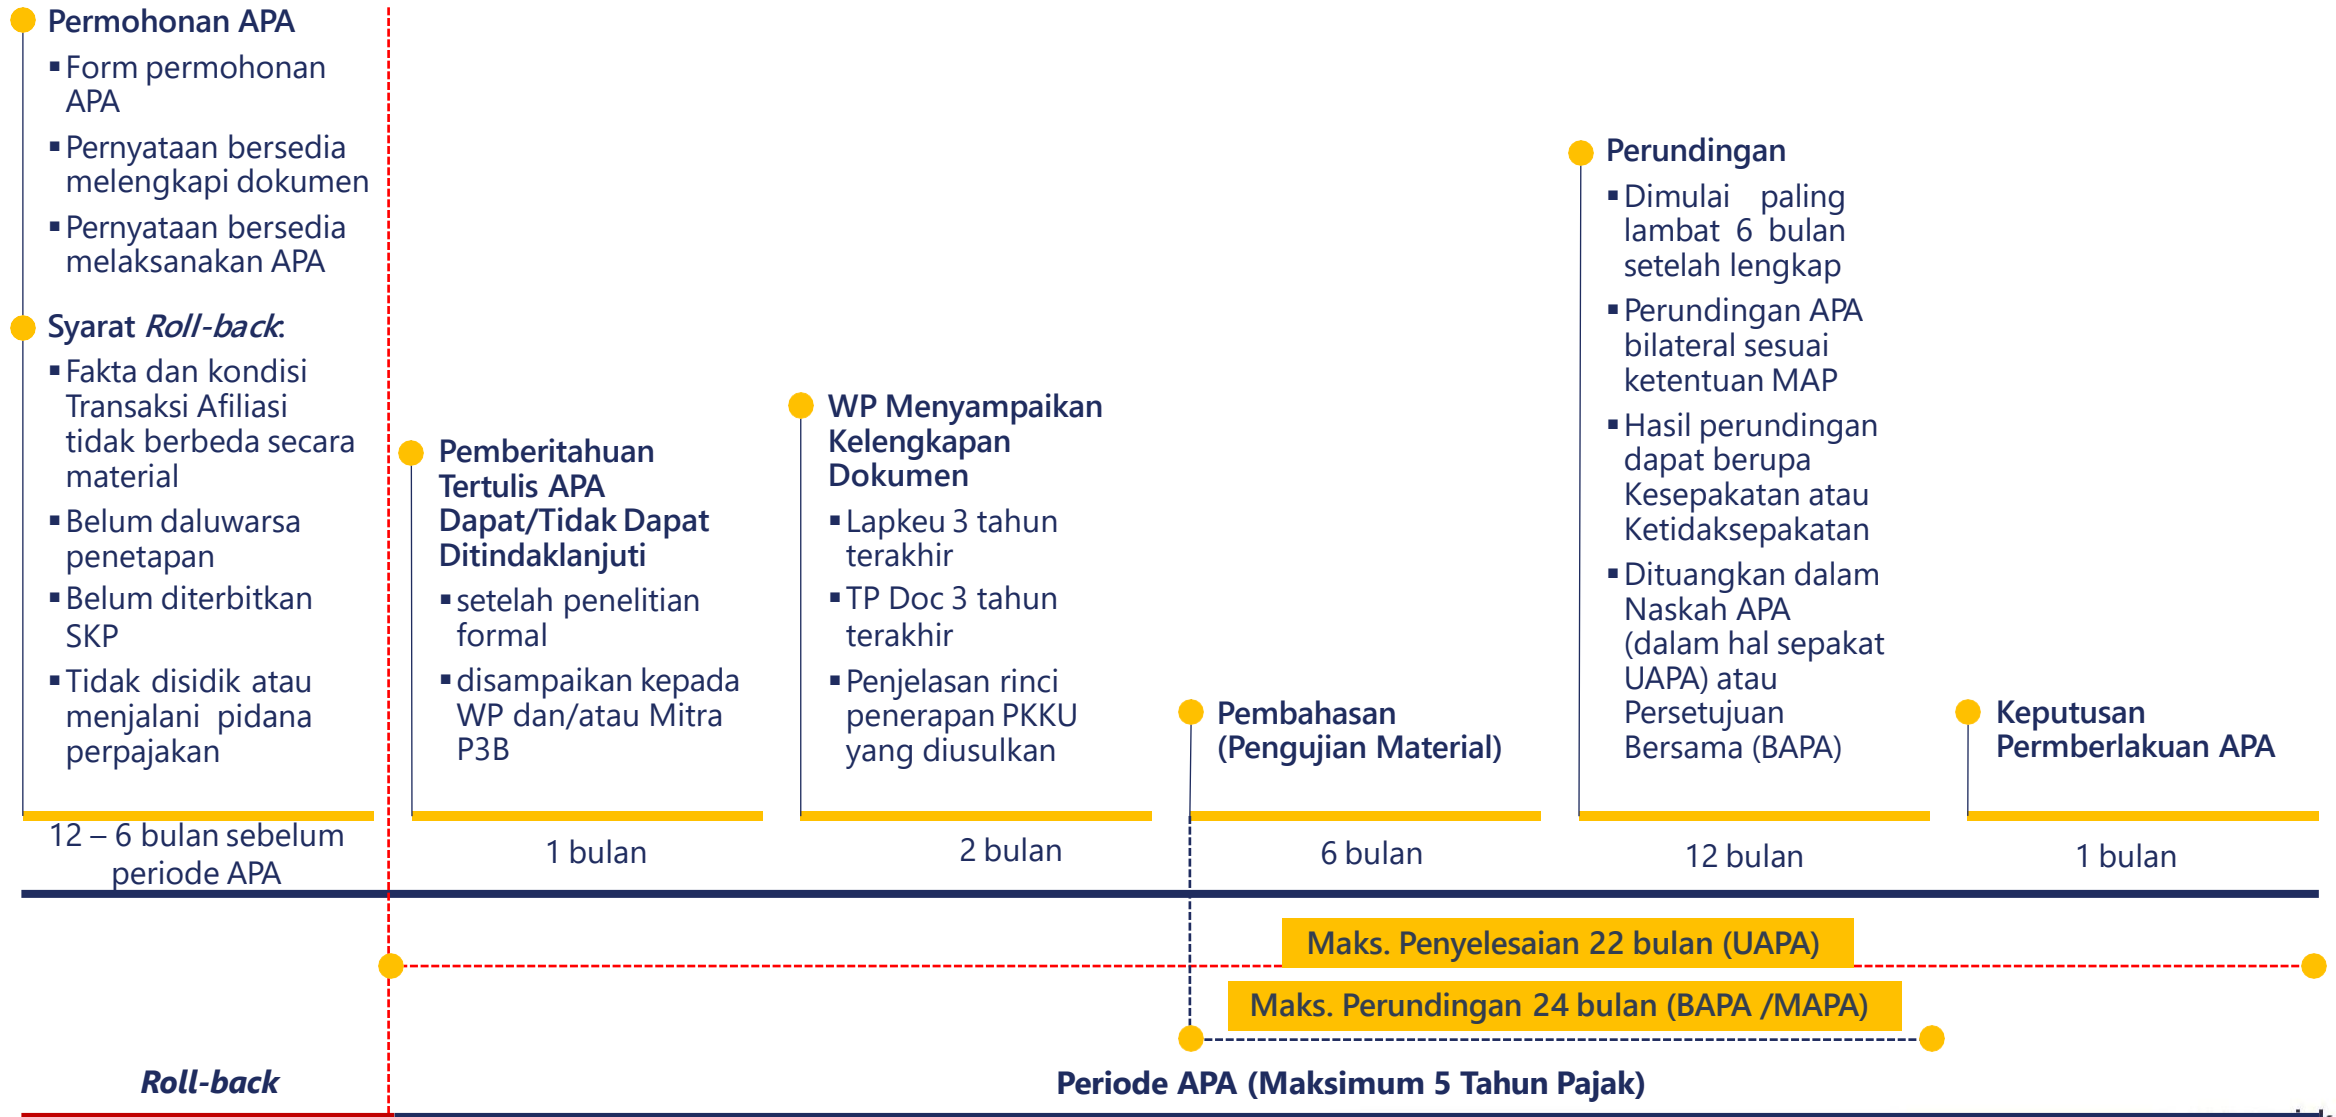 Permohonan APA
▪Form permohonan
APA
▪Pernyataan bersedia
melengkapi dokumen
▪Pernyataan bersedia
melaksanakan APA
Syarat Roll-back:
▪Fakta dan kondisi
Transaksi Afiliasi
tidak berbeda secara
material
▪Belum daluwarsa
penetapan
▪Belum diterbitkan
SKP
▪Tidak disidik atau
menjalani pidana
perpajakan
12 – 6 bulan sebelum
periode APA
Pemberitahuan
Tertulis APA
Dapat/Tidak Dapat
Ditindaklanjuti
▪setelah penelitian
formal
▪disampaikan kepada
WP dan/atau Mitra
P3B
1 bulan
WP Menyampaikan
Kelengkapan
Dokumen
▪Lapkeu 3 tahun
terakhir
▪TP Doc 3 tahun
terakhir
▪Penjelasan rinci
penerapan PKKU
yang diusulkan
2 bulan
Pembahasan
(Pengujian Material)
6 bulan
Perundingan
▪Dimulai paling
lambat 6 bulan
setelah lengkap
▪Perundingan APA
bilateral sesuai
ketentuan MAP
▪Hasil perundingan
dapat berupa
Kesepakatan atau
Ketidaksepakatan
▪Dituangkan dalam
Naskah APA
(dalam hal sepakat
UAPA) atau
Persetujuan
Bersama (BAPA)
12 bulan
Keputusan
Permberlakuan APA
1 bulan
Maks. Penyelesaian 22 bulan (UAPA)
Maks. Perundingan 24 bulan (BAPA /MAPA)
Roll-back
Periode APA (Maksimum 5 Tahun Pajak)